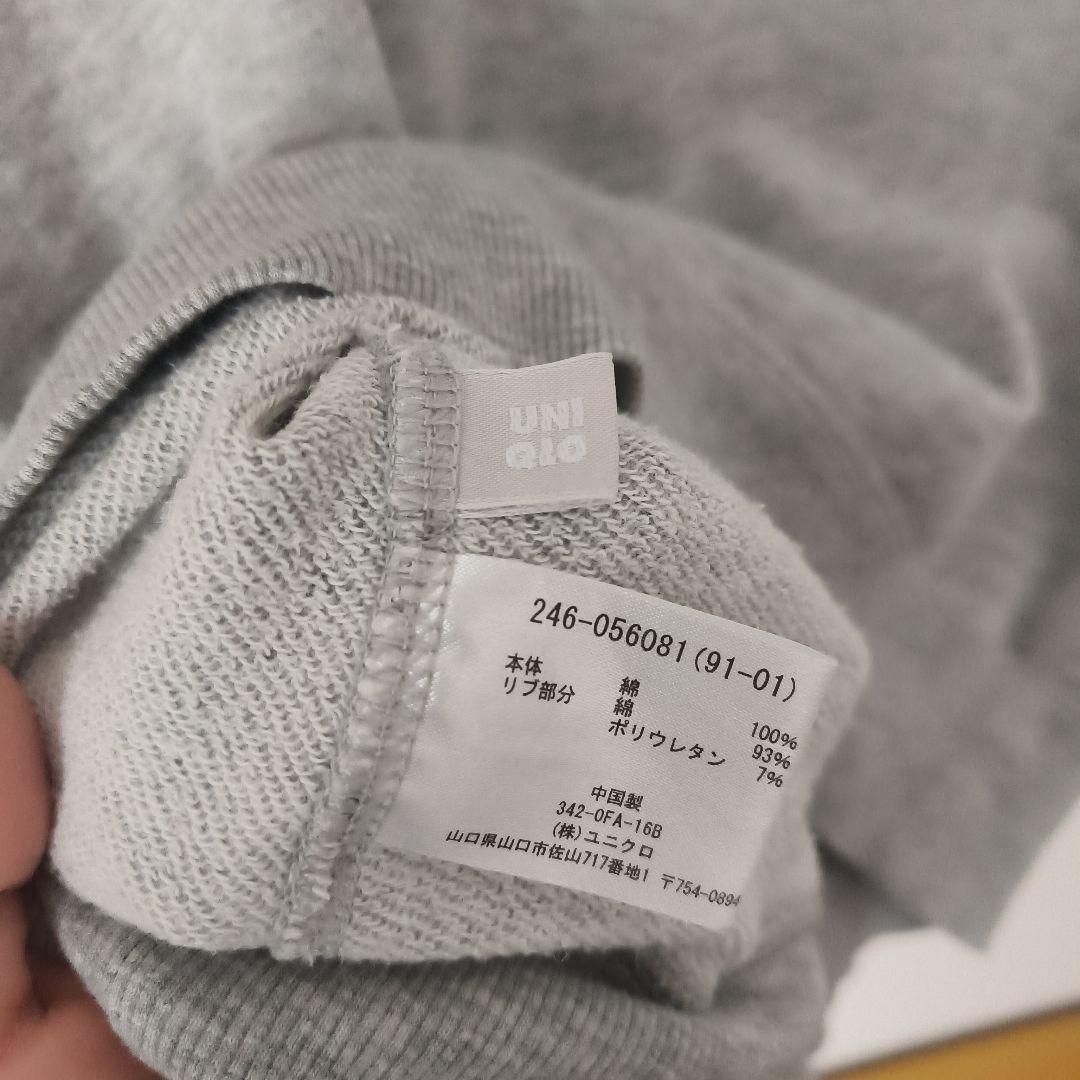 UNI
QLO
246-056081(91-01)
本体 綿 100%
リブ部分 綿 93%
ポリウレタン 7%
中国製
342-0FA-16B
(株)ユニクロ
山口県山口市佐山717番地1 〒754-0894